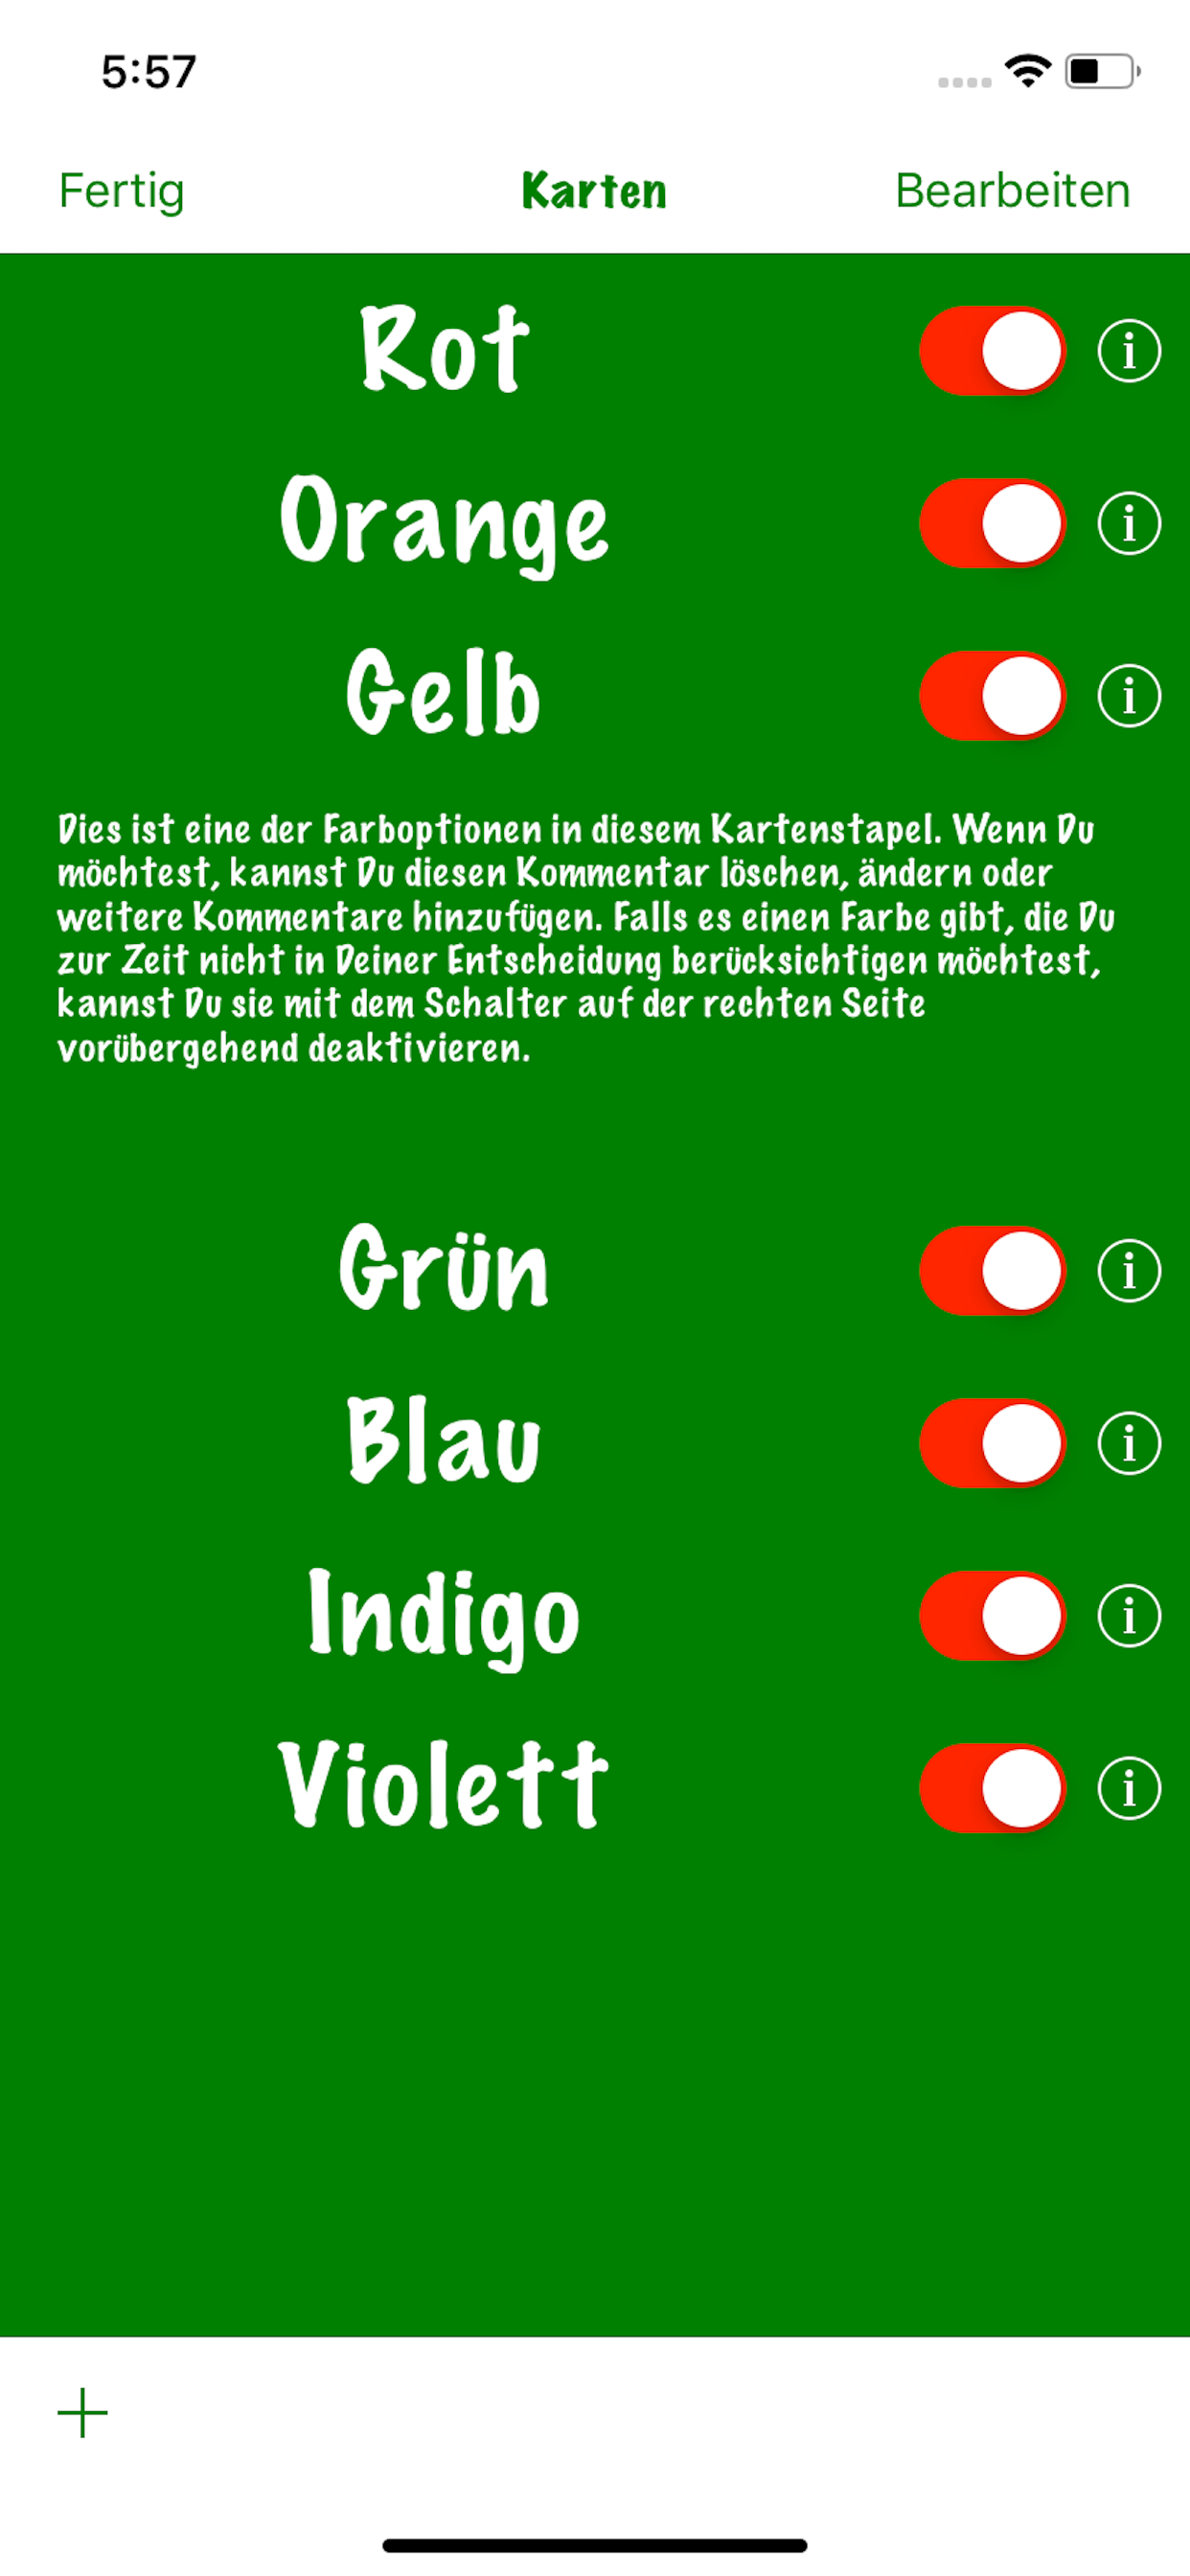 5:57
Fertig Karten Bearbeiten
Rot
Orange
Gelb
Dies ist eine der Farboptionen in diesem Kartenstapel. Wenn Du
möchtest, kannst Du diesen Kommentar löschen, ändern oder
weitere Kommentare hinzufügen. Falls es einen Farbe gibt, die Du
zur Zeit nicht in Deiner Entscheidung berücksichtigen möchtest,
kannst Du sie mit dem Schalter auf der rechten Seite
vorübergehend deaktivieren.
Grün
Blau
Indigo
Violett